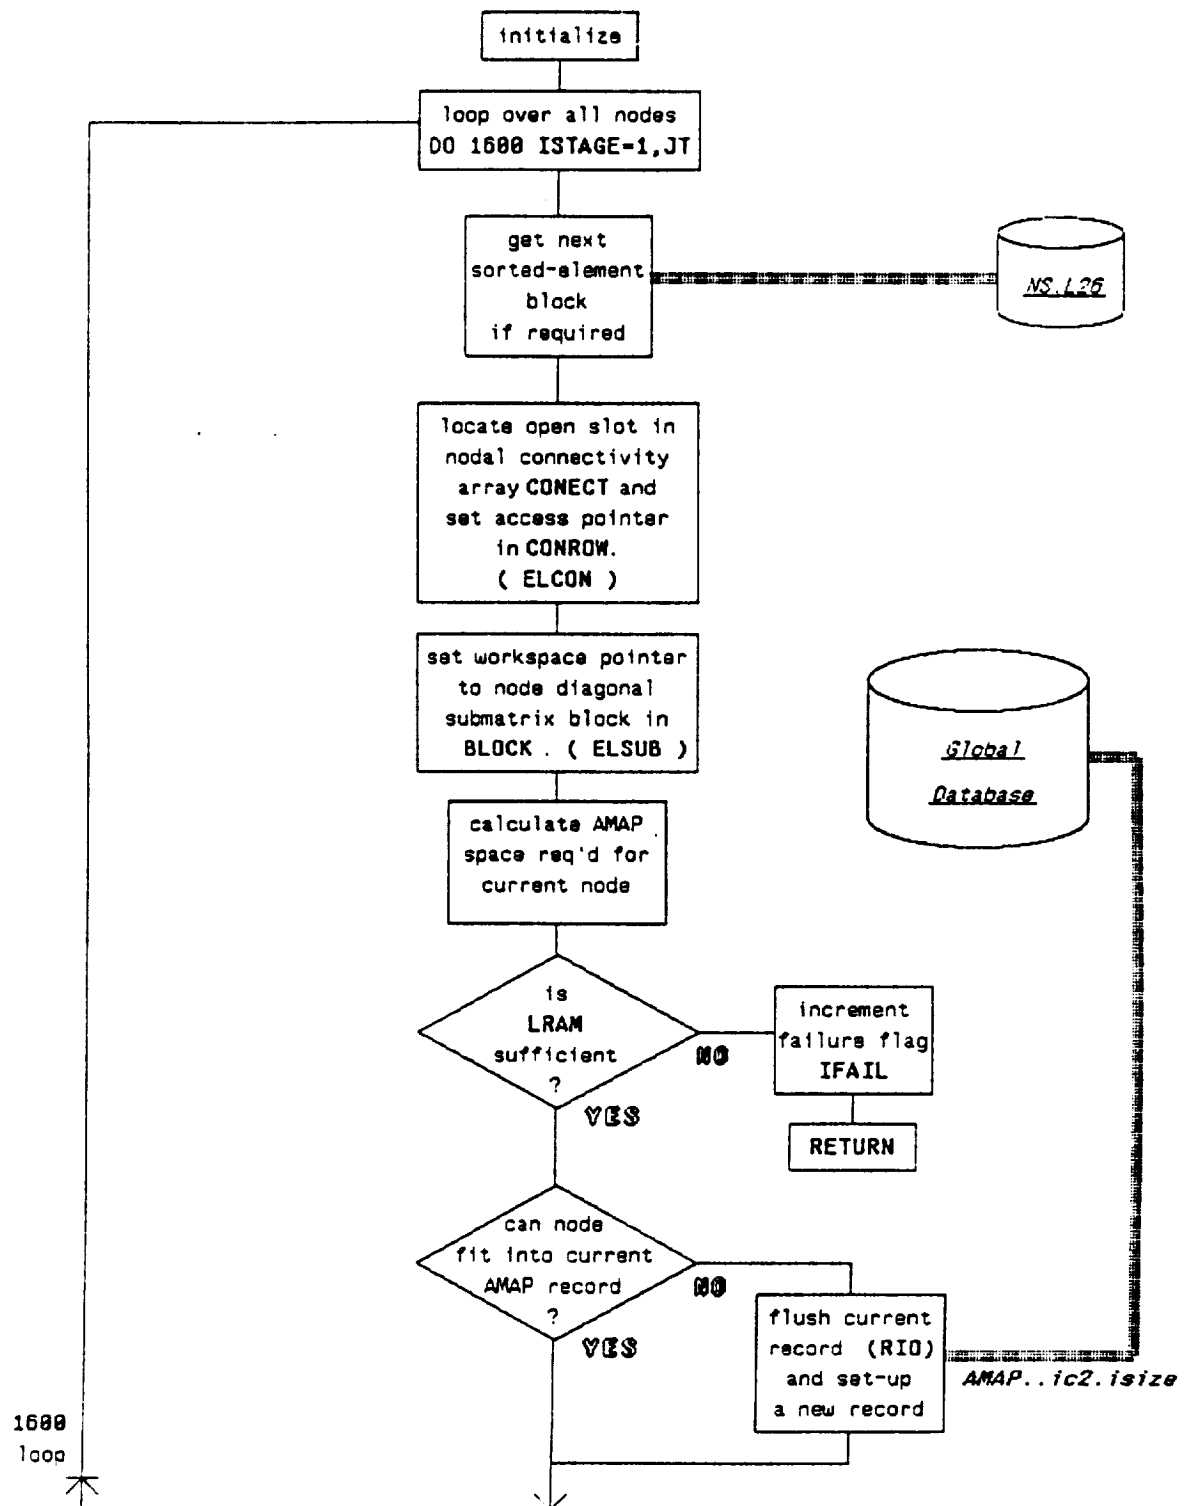 initialize
loop over all nodes
DO 1600 ISTAGE=1,JT
get next
sorted-element
block
if required
NS.L26
locate open slot in
nodal connectivity
array CONECT and
set access pointer
in CONROW.
( ELCON )
set workspace pointer
to node diagonal
submatrix block in
BLOCK . ( ELSUB )
Global
Database
calculate AMAP
space req'd for
current node
is
LRAM
sufficient
?
NO
YES
increment
failure flag
IFAIL
RETURN
can node
fit into current
AMAP record
?
NO
YES
flush current
record (RIO)
and set-up
a new record
AMAP..ic2.isize
1600
loop